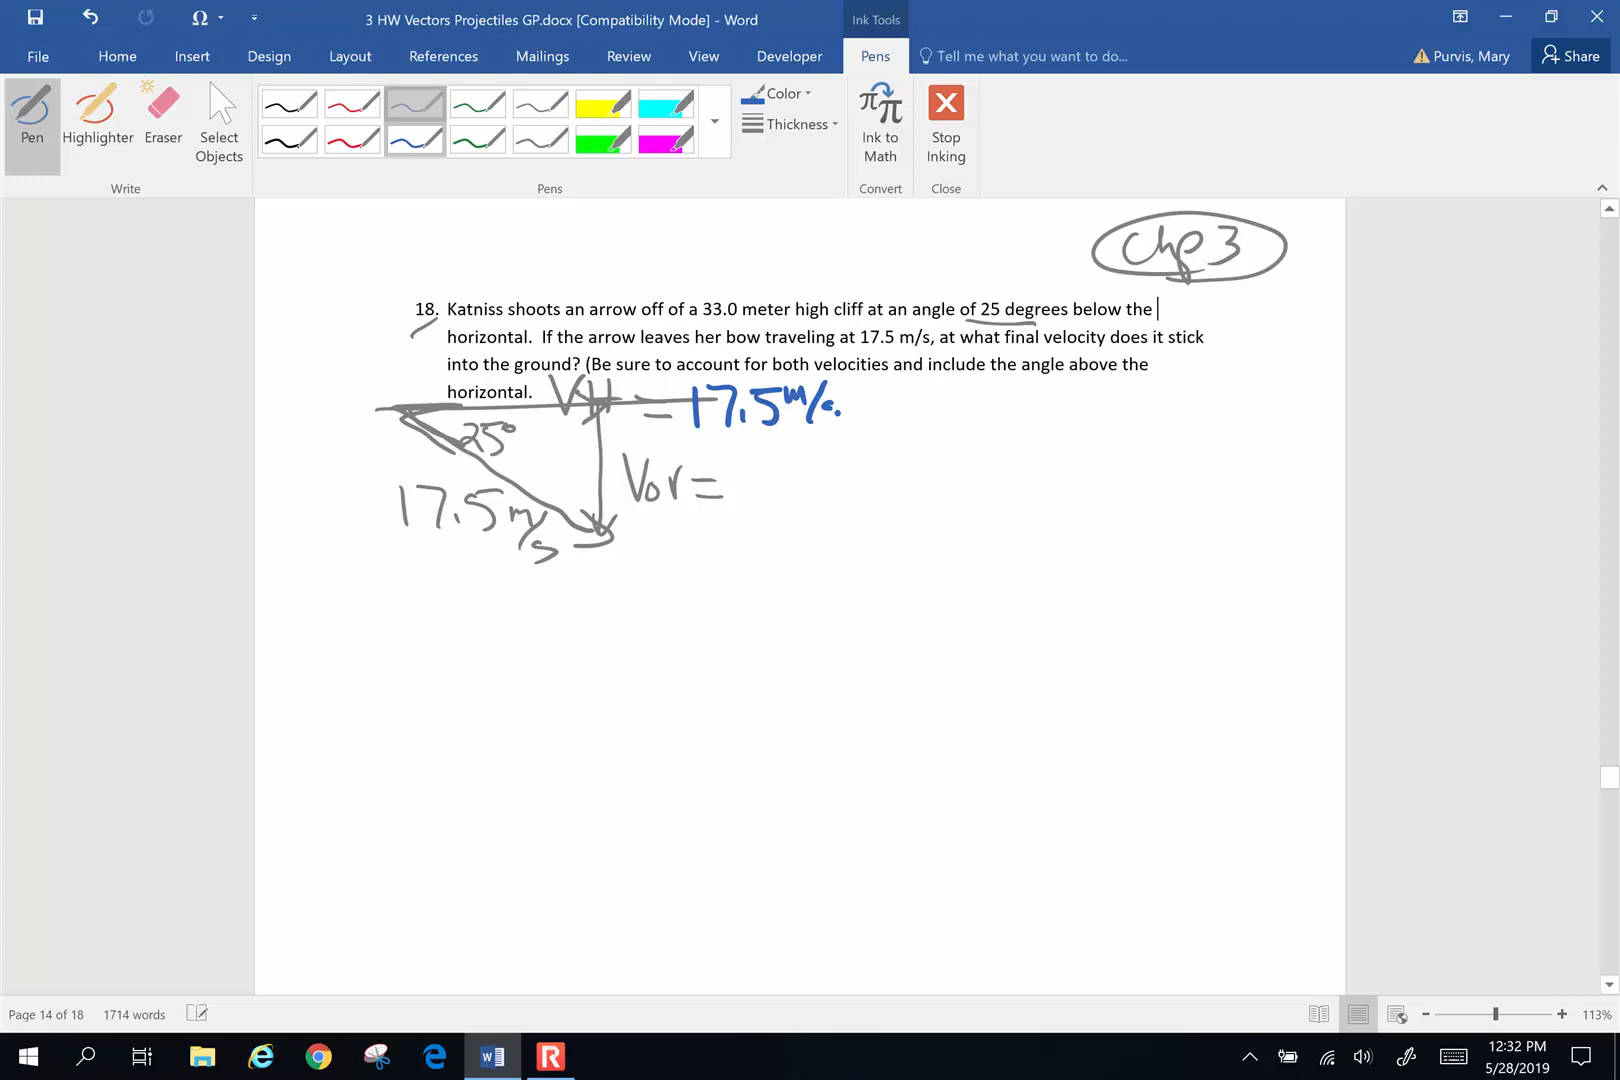 3 HW Vectors Projectiles GP.docx [Compatibility Mode] - Word
Ink Tools
File Home Insert Design Layout References Mailings Review View Developer Pens Tell me what you want to do... Purvis, Mary Share
Pen Highlighter Eraser Select Objects
Color
Thickness
Ink to Math
Stop Inking
Write Pens Convert Close
Chp 3
18. Katniss shoots an arrow off of a 33.0 meter high cliff at an angle of 25 degrees below the
horizontal. If the arrow leaves her bow traveling at 17.5 m/s, at what final velocity does it stick
into the ground? (Be sure to account for both velocities and include the angle above the
horizontal.
VH = 17.5 m/s.
25°
Vov =
17.5 m/s
Page 14 of 18 1714 words 113%
12:32 PM
5/28/2019